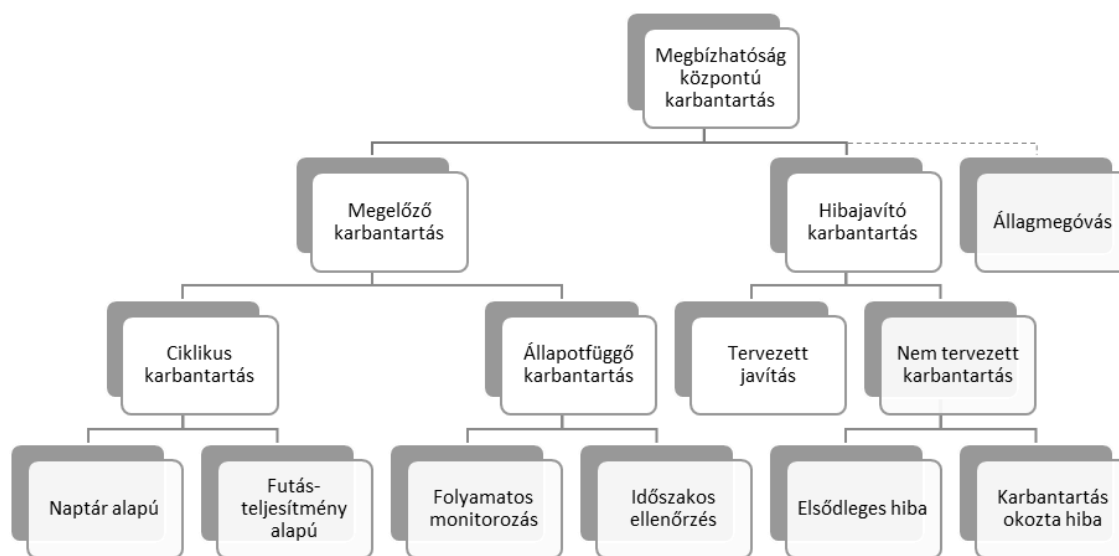 Megbízhatóság
központú
karbantartás
Megelőző
karbantartás
Hibajavító
karbantartás
Állagmegóvás
Ciklikus
karbantartás
Állapotfüggő
karbantartás
Tervezett
javítás
Nem tervezett
karbantartás
Naptár alapú
Futás-
teljesítmény
alapú
Folyamatos
monitorozás
Időszakos
ellenőrzés
Elsődleges hiba
Karbantartás
okozta hiba